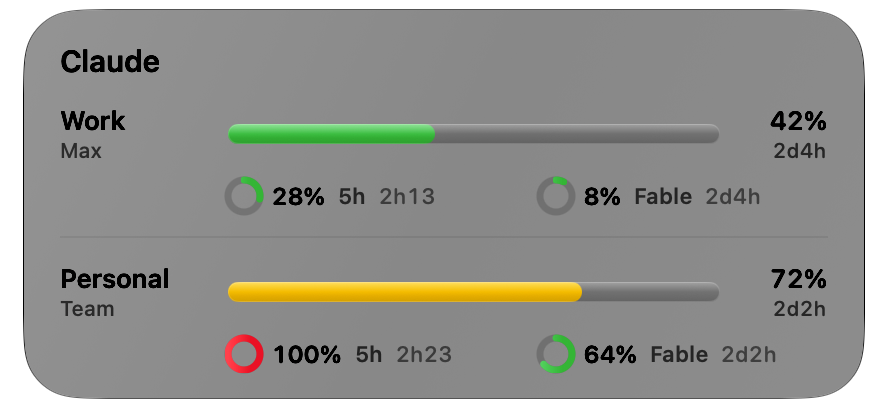 Claude
Work 42%
Max 2d4h
28% 5h 2h13 8% Fable 2d4h
Personal 72%
Team 2d2h
100% 5h 2h23 64% Fable 2d2h